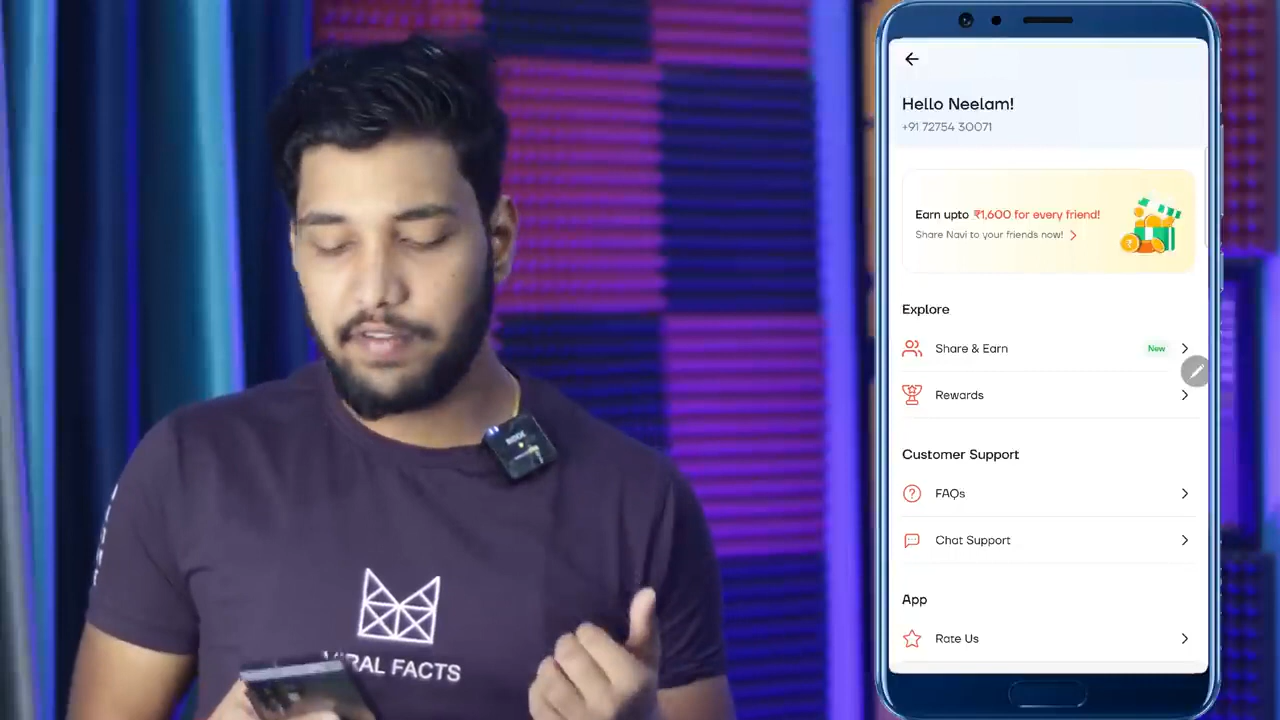 Hello Neelam!
+91 72754 30071
Earn upto ₹1,600 for every friend!
Share Navi to your friends now!
Explore
Share & Earn New
Rewards
Customer Support
FAQs
Chat Support
App
Rate Us
VIRAL FACTS